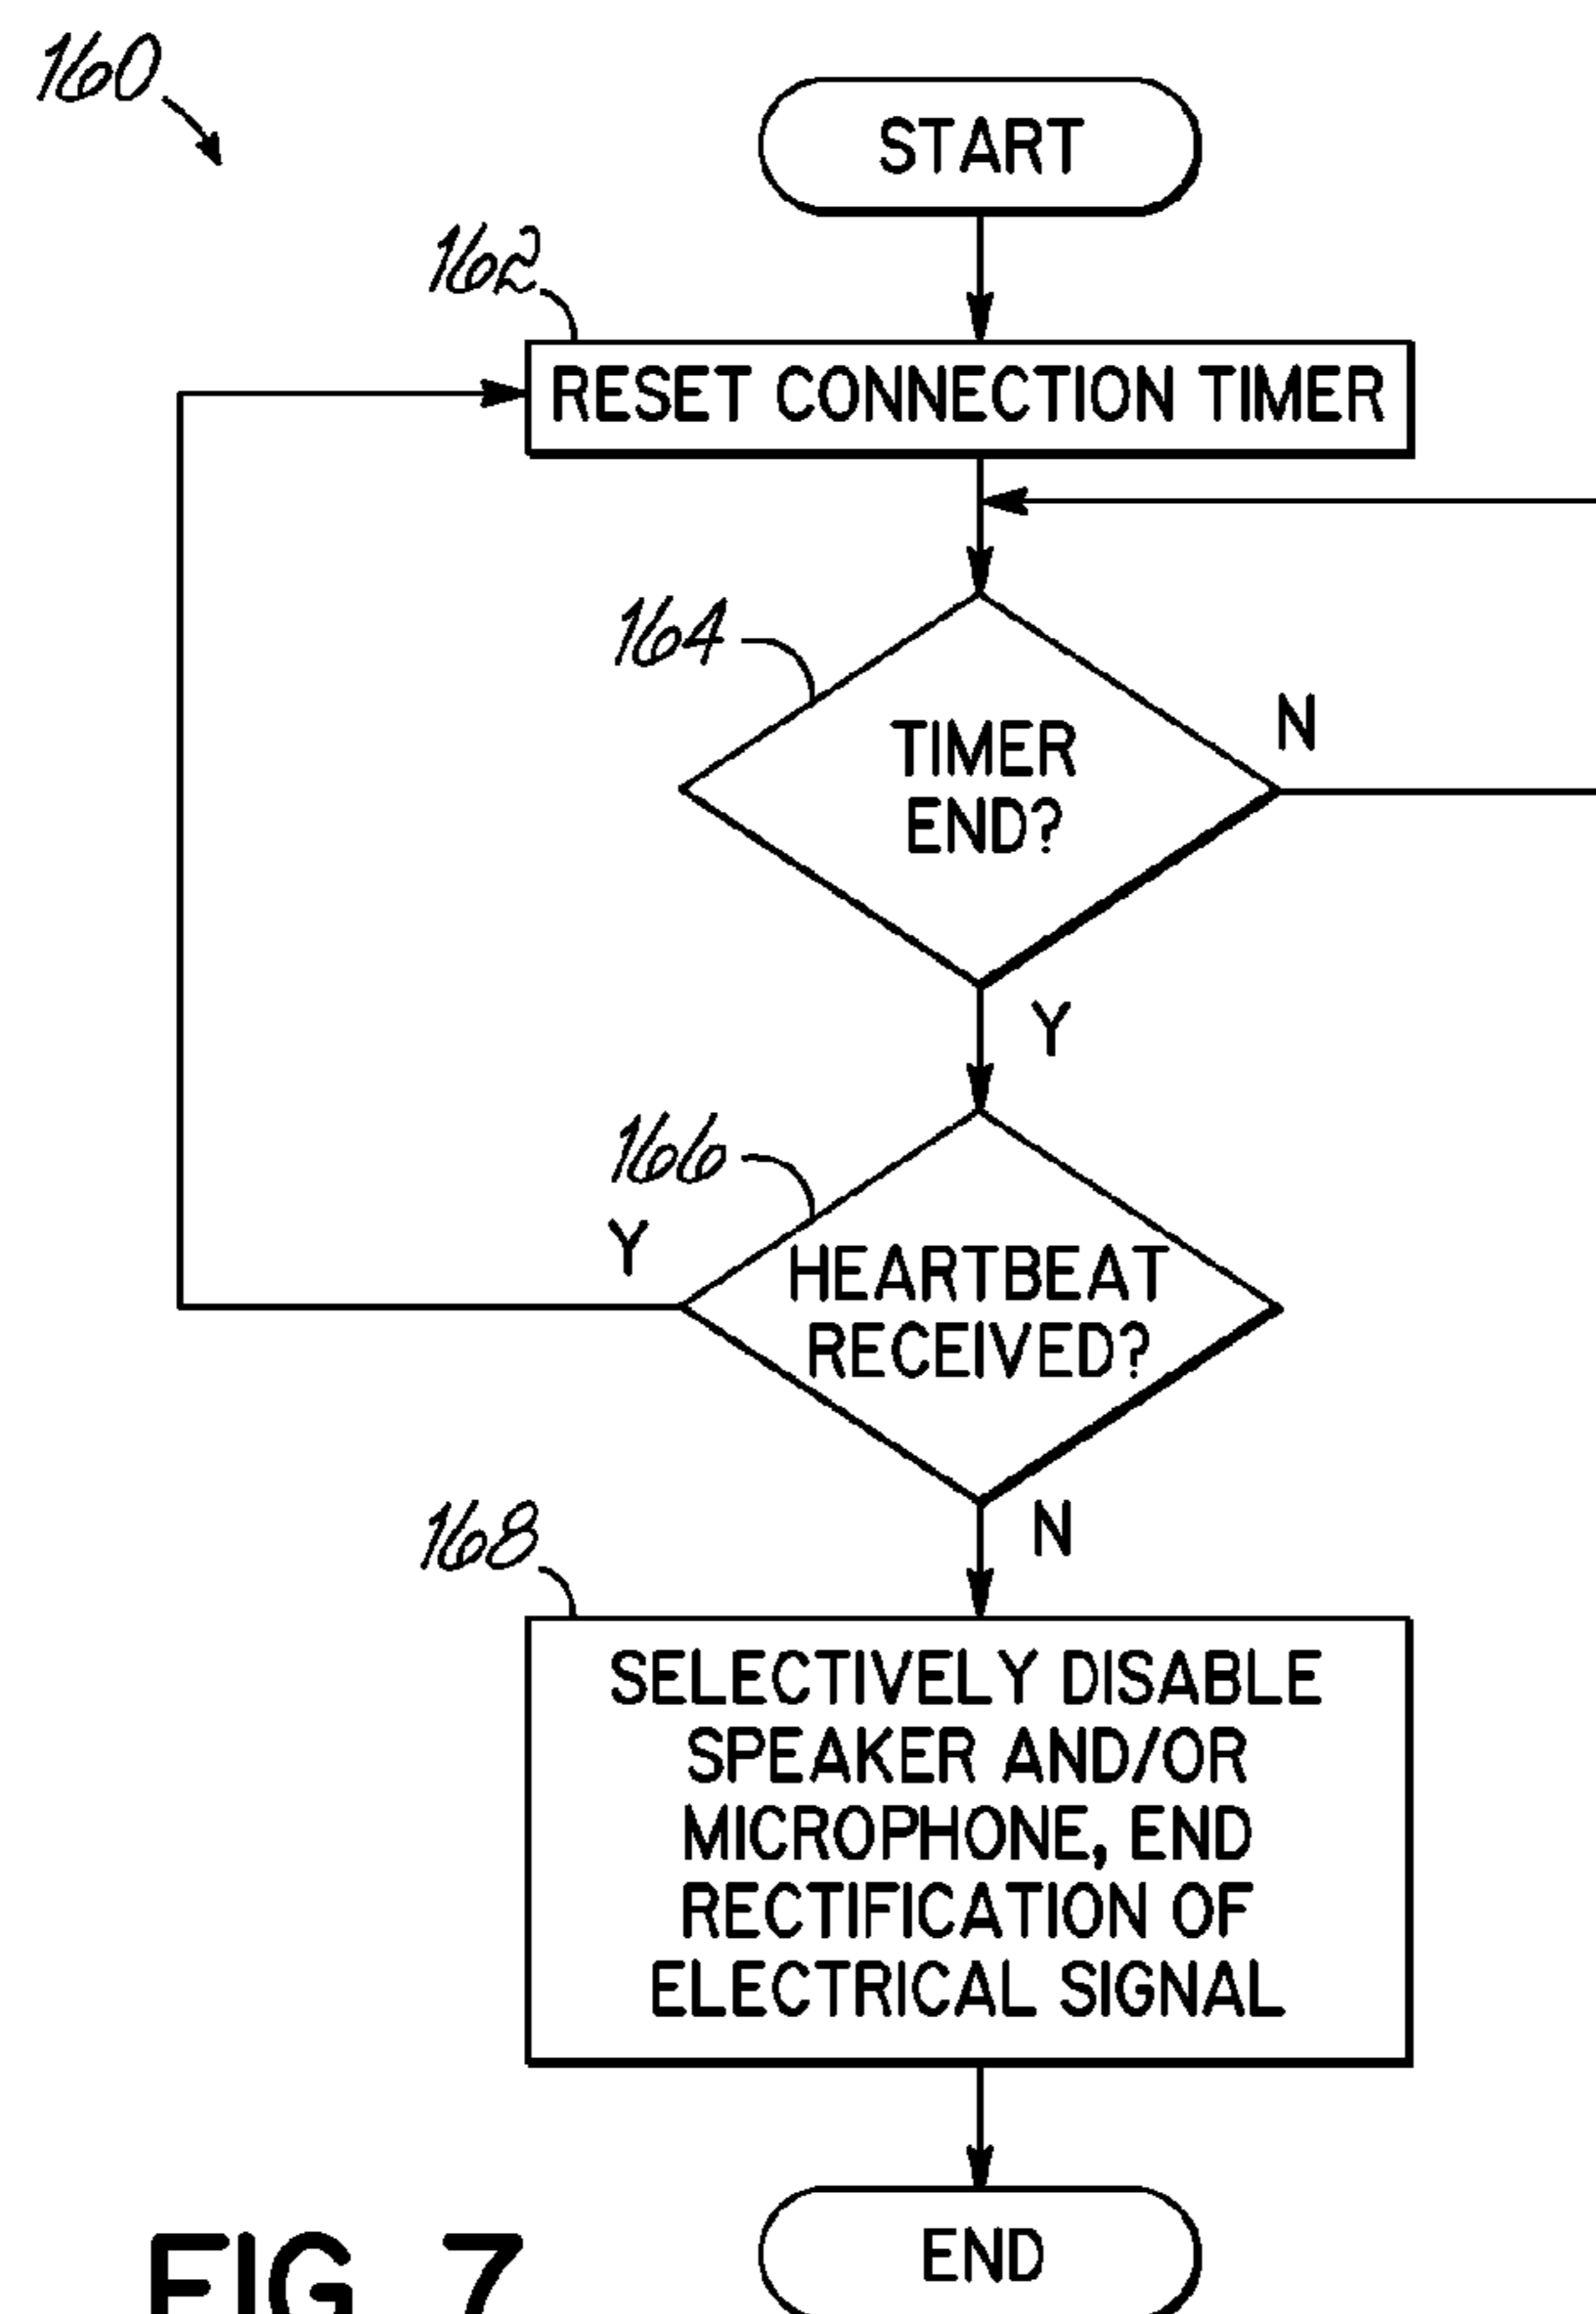 160
START
162
RESET CONNECTION TIMER
164
TIMER
END?
N
Y
166
Y
HEARTBEAT
RECEIVED?
N
168
SELECTIVELY DISABLE
SPEAKER AND/OR
MICROPHONE, END
RECTIFICATION OF
ELECTRICAL SIGNAL
END
FIG 7